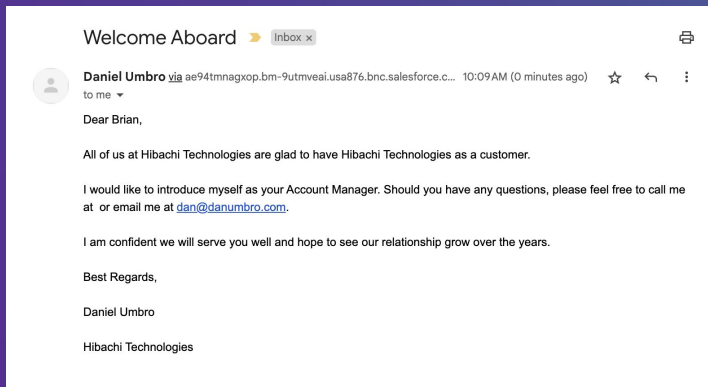 Welcome Aboard Inbox x
Daniel Umbro via ae94tmnagxop.bm-9utmveai.usa876.bnc.salesforce.c... 10:09 AM (0 minutes ago)
to me
Dear Brian,
All of us at Hibachi Technologies are glad to have Hibachi Technologies as a customer.
I would like to introduce myself as your Account Manager. Should you have any questions, please feel free to call me
at or email me at dan@danumbro.com.
I am confident we will serve you well and hope to see our relationship grow over the years.
Best Regards,
Daniel Umbro
Hibachi Technologies